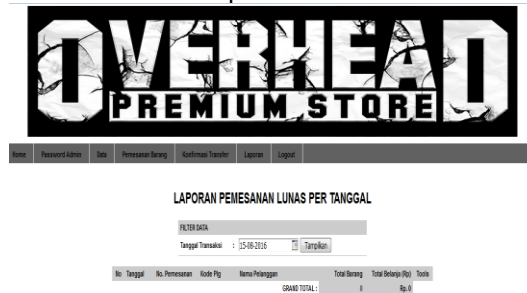 OVERHEAD
PREMIUM STORE
Home Password Admin Data Pemesanan Barang Konfirmasi Transfer Laporan Logout
LAPORAN PEMESANAN LUNAS PER TANGGAL
FILTER DATA
Tanggal Transaksi : 15-08-2016 Tampilkan
No Tanggal No. Pemesanan Kode Plg Nama Pelanggan Total Barang Total Belanja (Rp) Tools
GRAND TOTAL : 0 Rp. 0